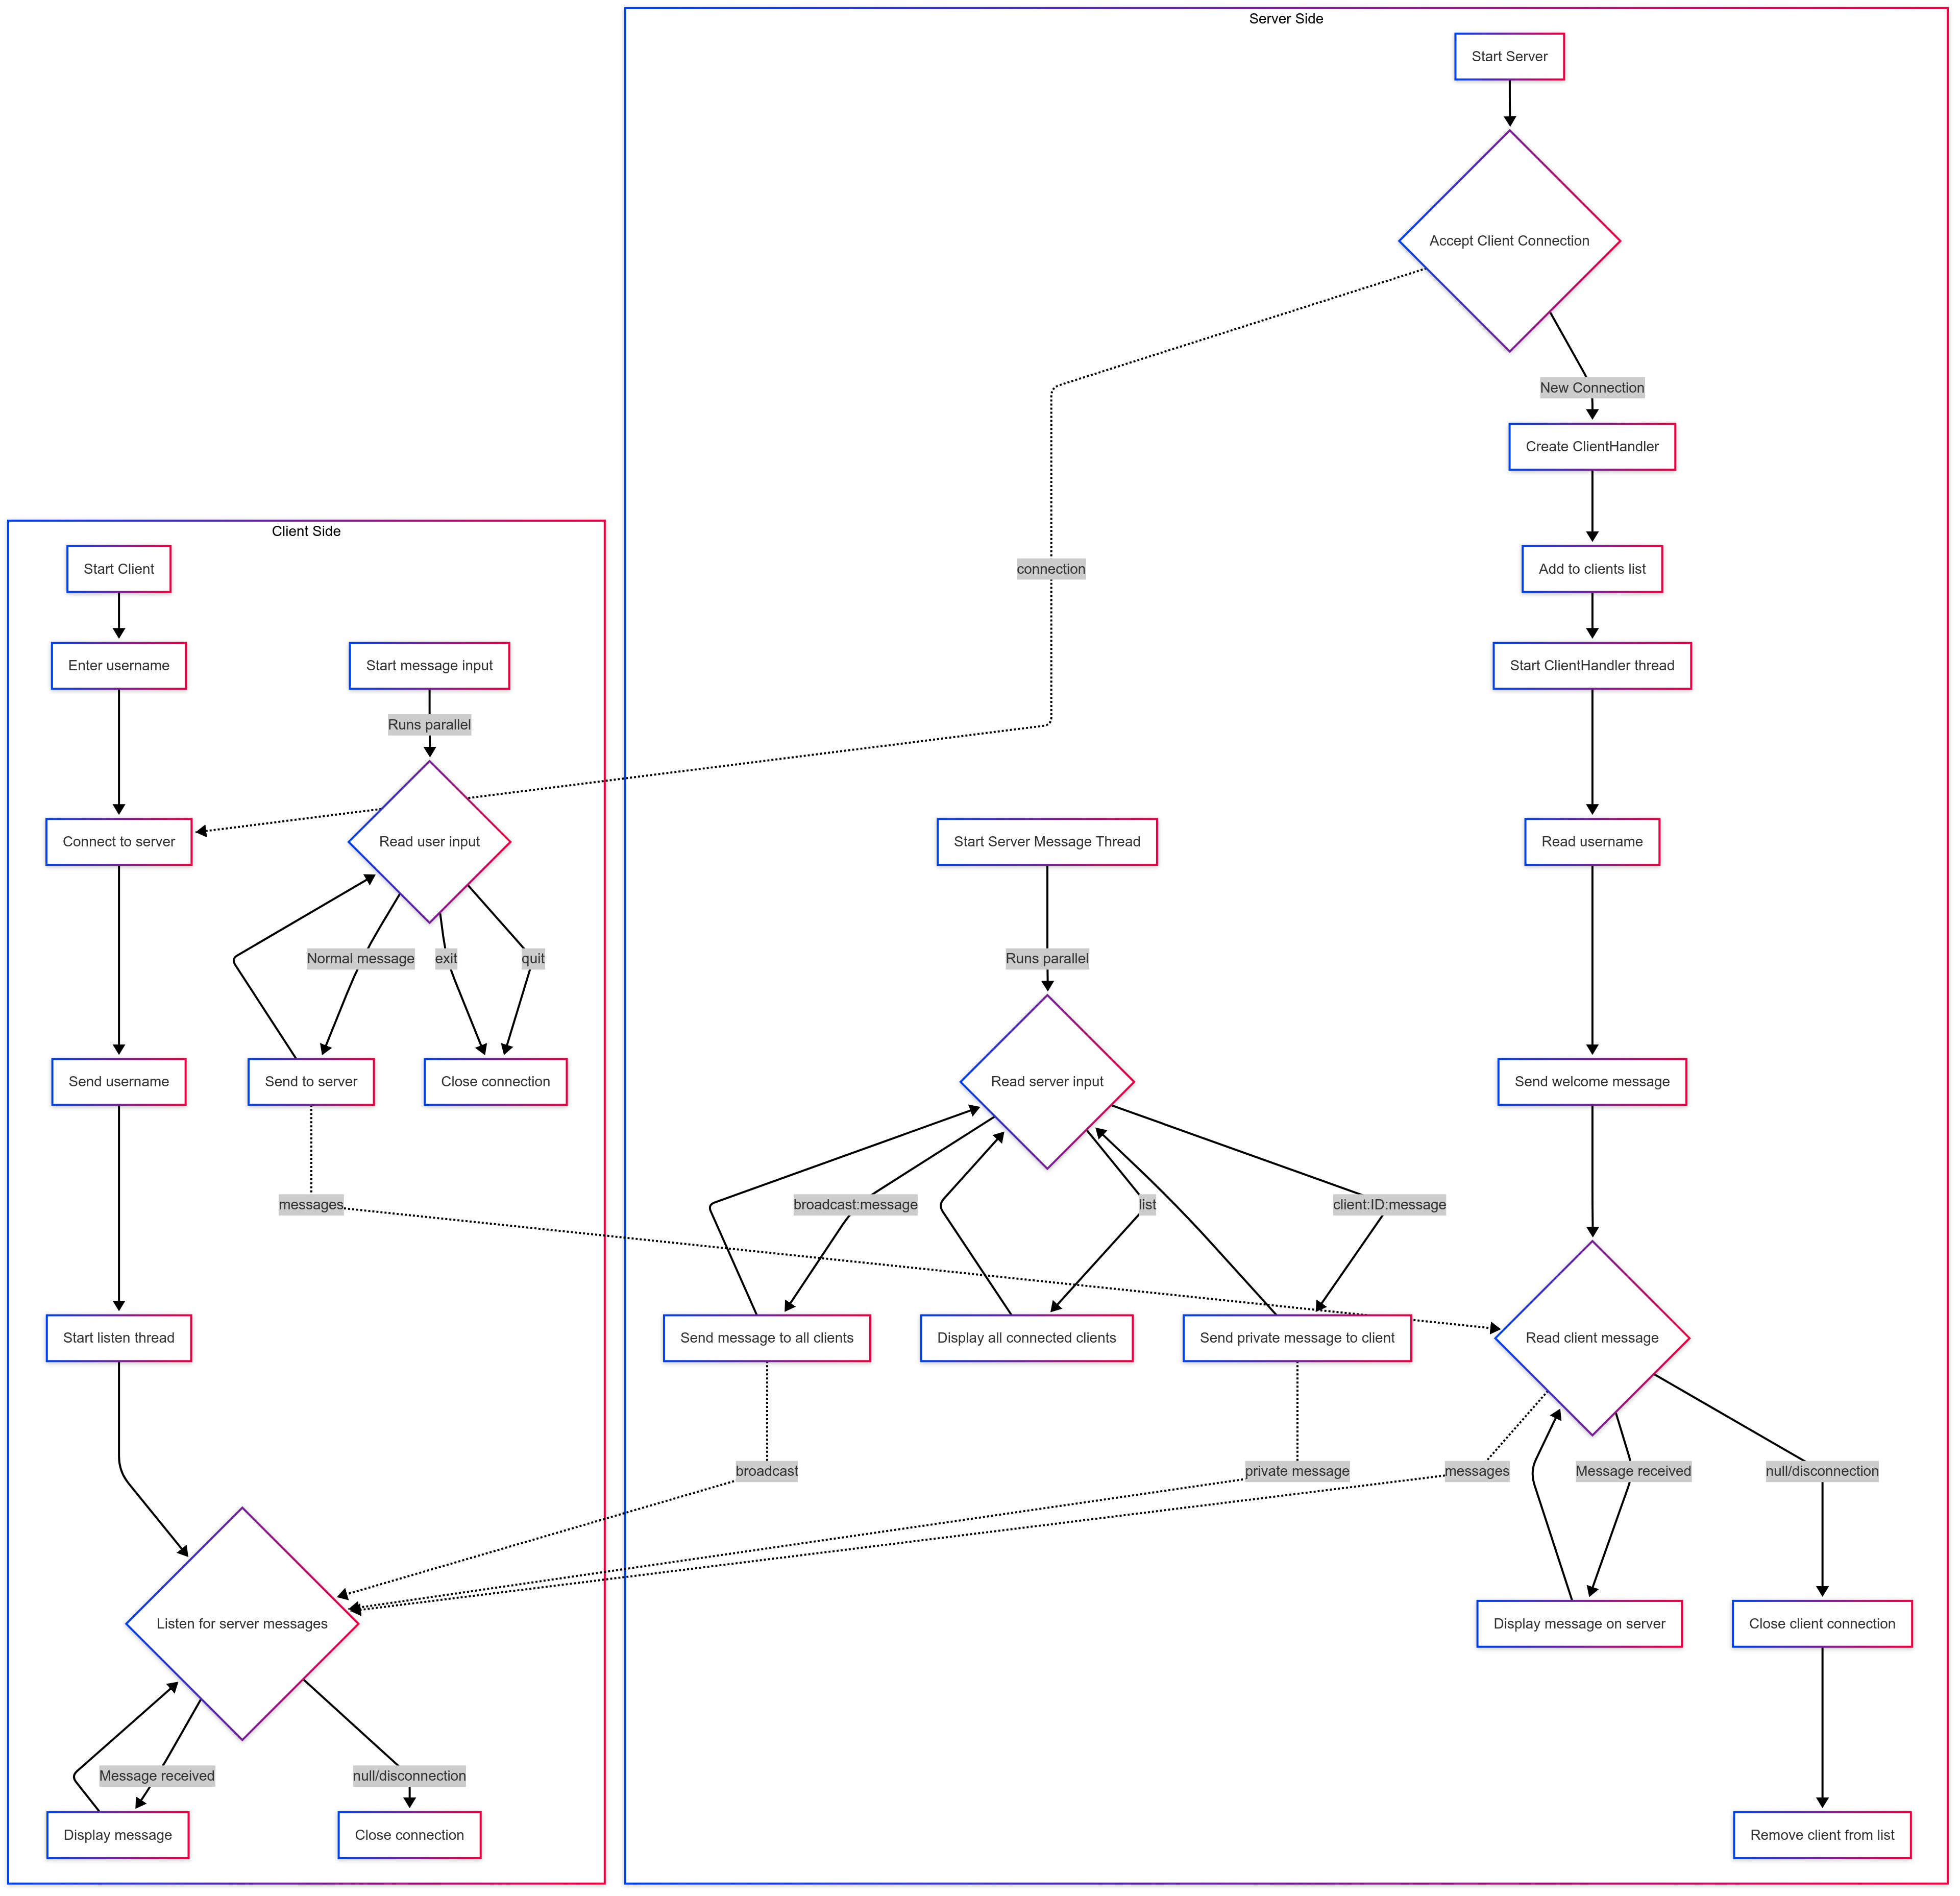 Server Side
Start Server
Accept Client Connection
New Connection
Create ClientHandler
connection
Add to clients list
Start ClientHandler thread
Start Server Message Thread
Read username
Runs parallel
Read server input
Send welcome message
broadcast:message
list
client:ID:message
Send message to all clients
Display all connected clients
Send private message to client
Read client message
broadcast
private message
messages
Message received
null/disconnection
Display message on server
Close client connection
Remove client from list
Client Side
Start Client
Enter username
Start message input
Runs parallel
Connect to server
Read user input
Normal message
exit
quit
Send username
Send to server
Close connection
messages
Start listen thread
Listen for server messages
Message received
null/disconnection
Display message
Close connection